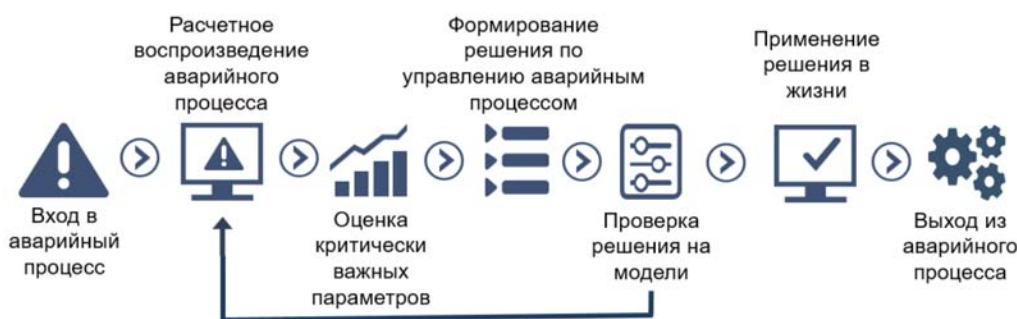 Расчетное
воспроизведение
аварийного
процесса
Формирование
решения по
управлению аварийным
процессом
Применение
решения в
жизни
Вход в
аварийный
процесс
Оценка
критически
важных
параметров
Проверка
решения на
модели
Выход из
аварийного
процесса